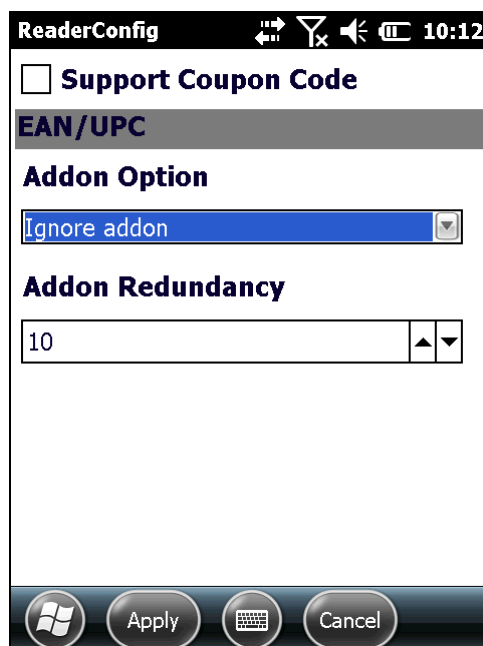 ReaderConfig 10:12
Support Coupon Code
EAN/UPC
Addon Option
Ignore addon
Addon Redundancy
10
Apply Cancel